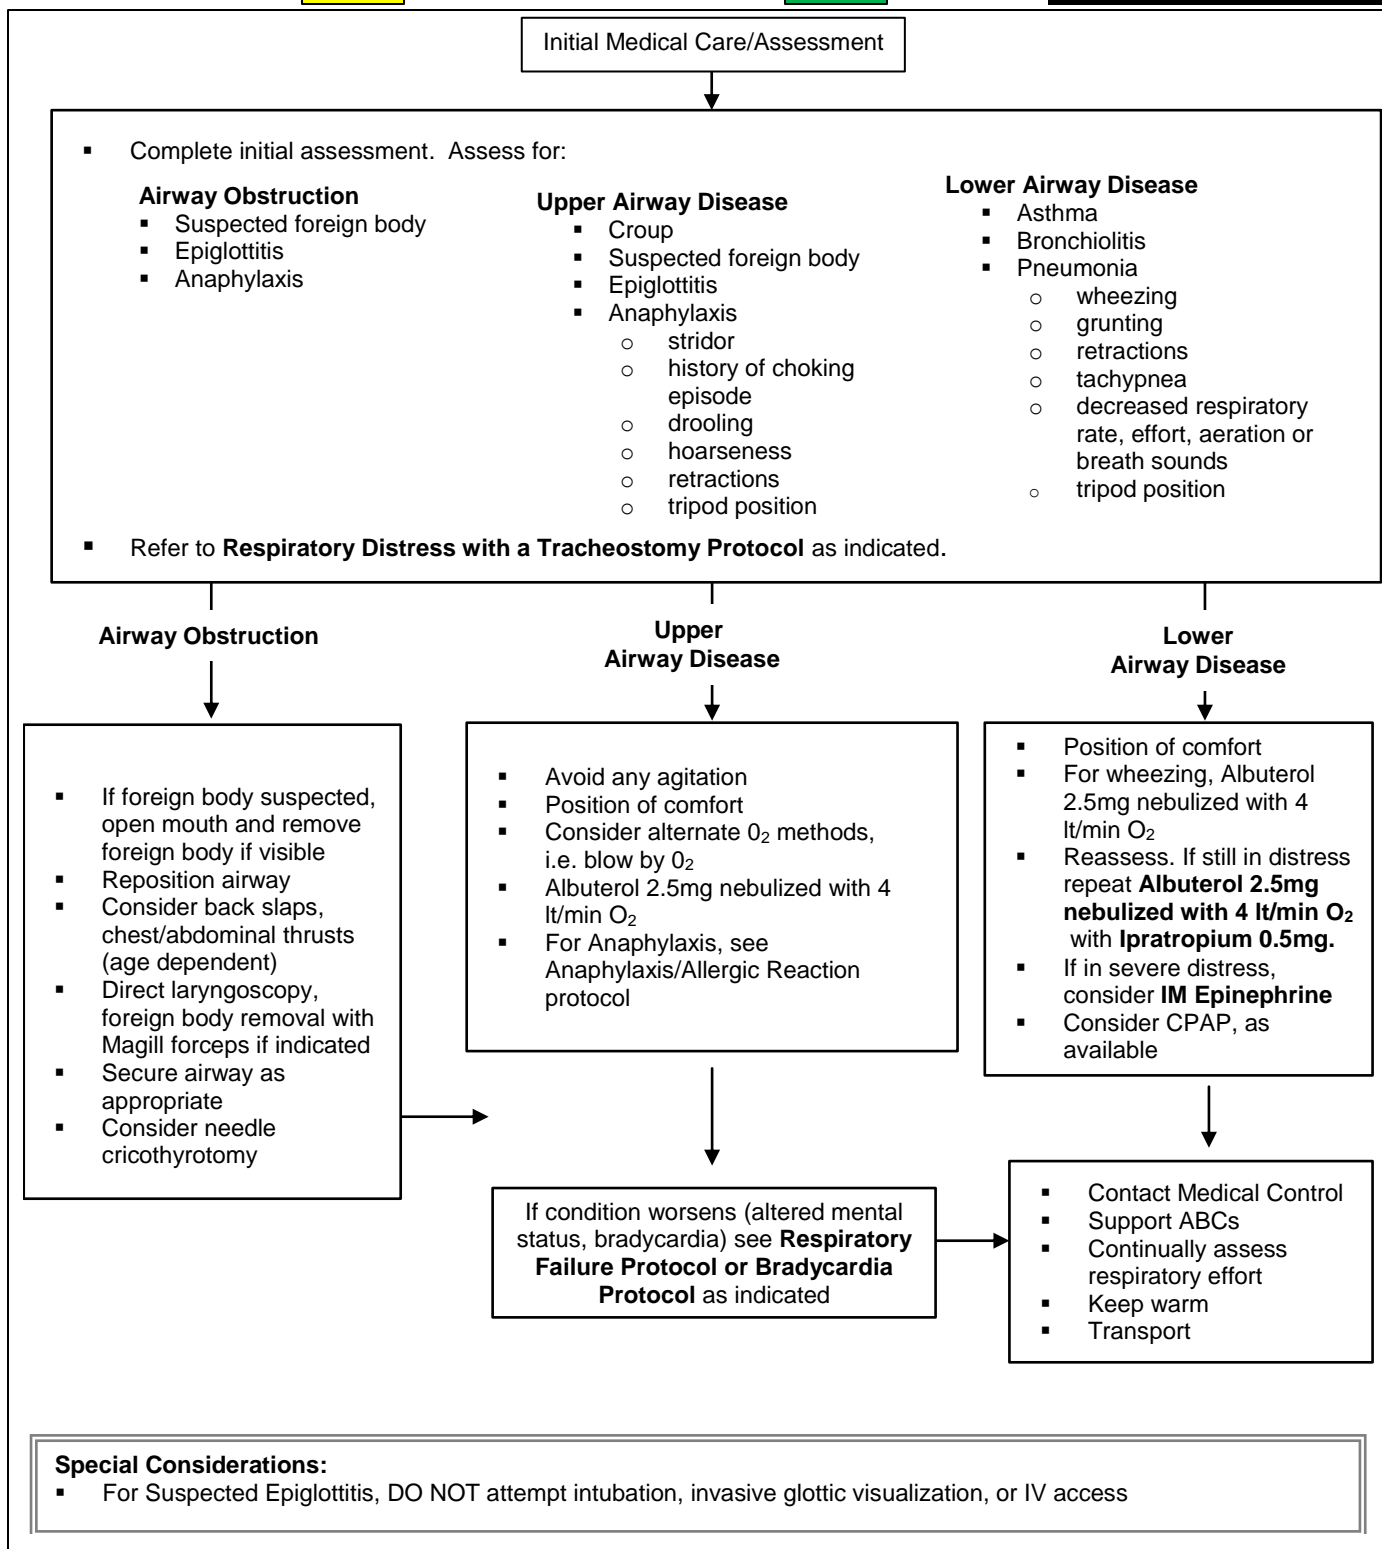 Initial Medical Care/Assessment
▪ Complete initial assessment.  Assess for:
Airway Obstruction
▪ Suspected foreign body
▪ Epiglottitis
▪ Anaphylaxis
Upper Airway Disease
▪ Croup
▪ Suspected foreign body
▪ Epiglottitis
▪ Anaphylaxis
o stridor
o history of choking
episode
o drooling
o hoarseness
o retractions
o tripod position
Lower Airway Disease
▪ Asthma
▪ Bronchiolitis
▪ Pneumonia
o wheezing
o grunting
o retractions
o tachypnea
o decreased respiratory
rate, effort, aeration or
breath sounds
o tripod position
▪ Refer to Respiratory Distress with a Tracheostomy Protocol as indicated.
Airway Obstruction
Upper
Airway Disease
Lower
Airway Disease
▪ If foreign body suspected,
open mouth and remove
foreign body if visible
▪ Reposition airway
▪ Consider back slaps,
chest/abdominal thrusts
(age dependent)
▪ Direct laryngoscopy,
foreign body removal with
Magill forceps if indicated
▪ Secure airway as
appropriate
▪ Consider needle
cricothyrotomy
▪ Avoid any agitation
▪ Position of comfort
▪ Consider alternate 0₂ methods,
i.e. blow by 0₂
▪ Albuterol 2.5mg nebulized with 4
lt/min O₂
▪ For Anaphylaxis, see
Anaphylaxis/Allergic Reaction
protocol
▪ Position of comfort
▪ For wheezing, Albuterol
2.5mg nebulized with 4
lt/min O₂
▪ Reassess. If still in distress
repeat Albuterol 2.5mg
nebulized with 4 lt/min O₂
with Ipratropium 0.5mg.
▪ If in severe distress,
consider IM Epinephrine
▪ Consider CPAP, as
available
If condition worsens (altered mental
status, bradycardia) see Respiratory
Failure Protocol or Bradycardia
Protocol as indicated
▪ Contact Medical Control
▪ Support ABCs
▪ Continually assess
respiratory effort
▪ Keep warm
▪ Transport
Special Considerations:
▪ For Suspected Epiglottitis, DO NOT attempt intubation, invasive glottic visualization, or IV access